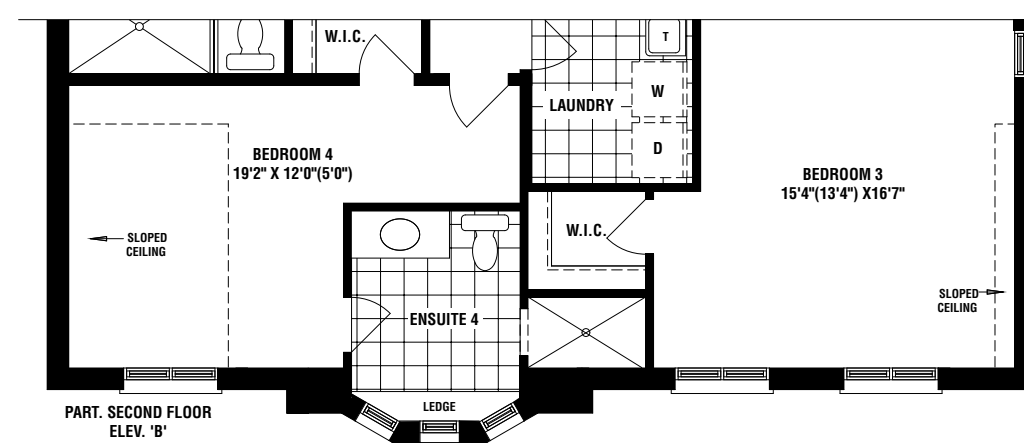 W.I.C.
T
W
D
LAUNDRY
BEDROOM 4
19'2" X 12'0"(5'0")
BEDROOM 3
15'4"(13'4") X16'7"
W.I.C.
SLOPED
CEILING
SLOPED
CEILING
ENSUITE 4
LEDGE
PART. SECOND FLOOR
ELEV. 'B'